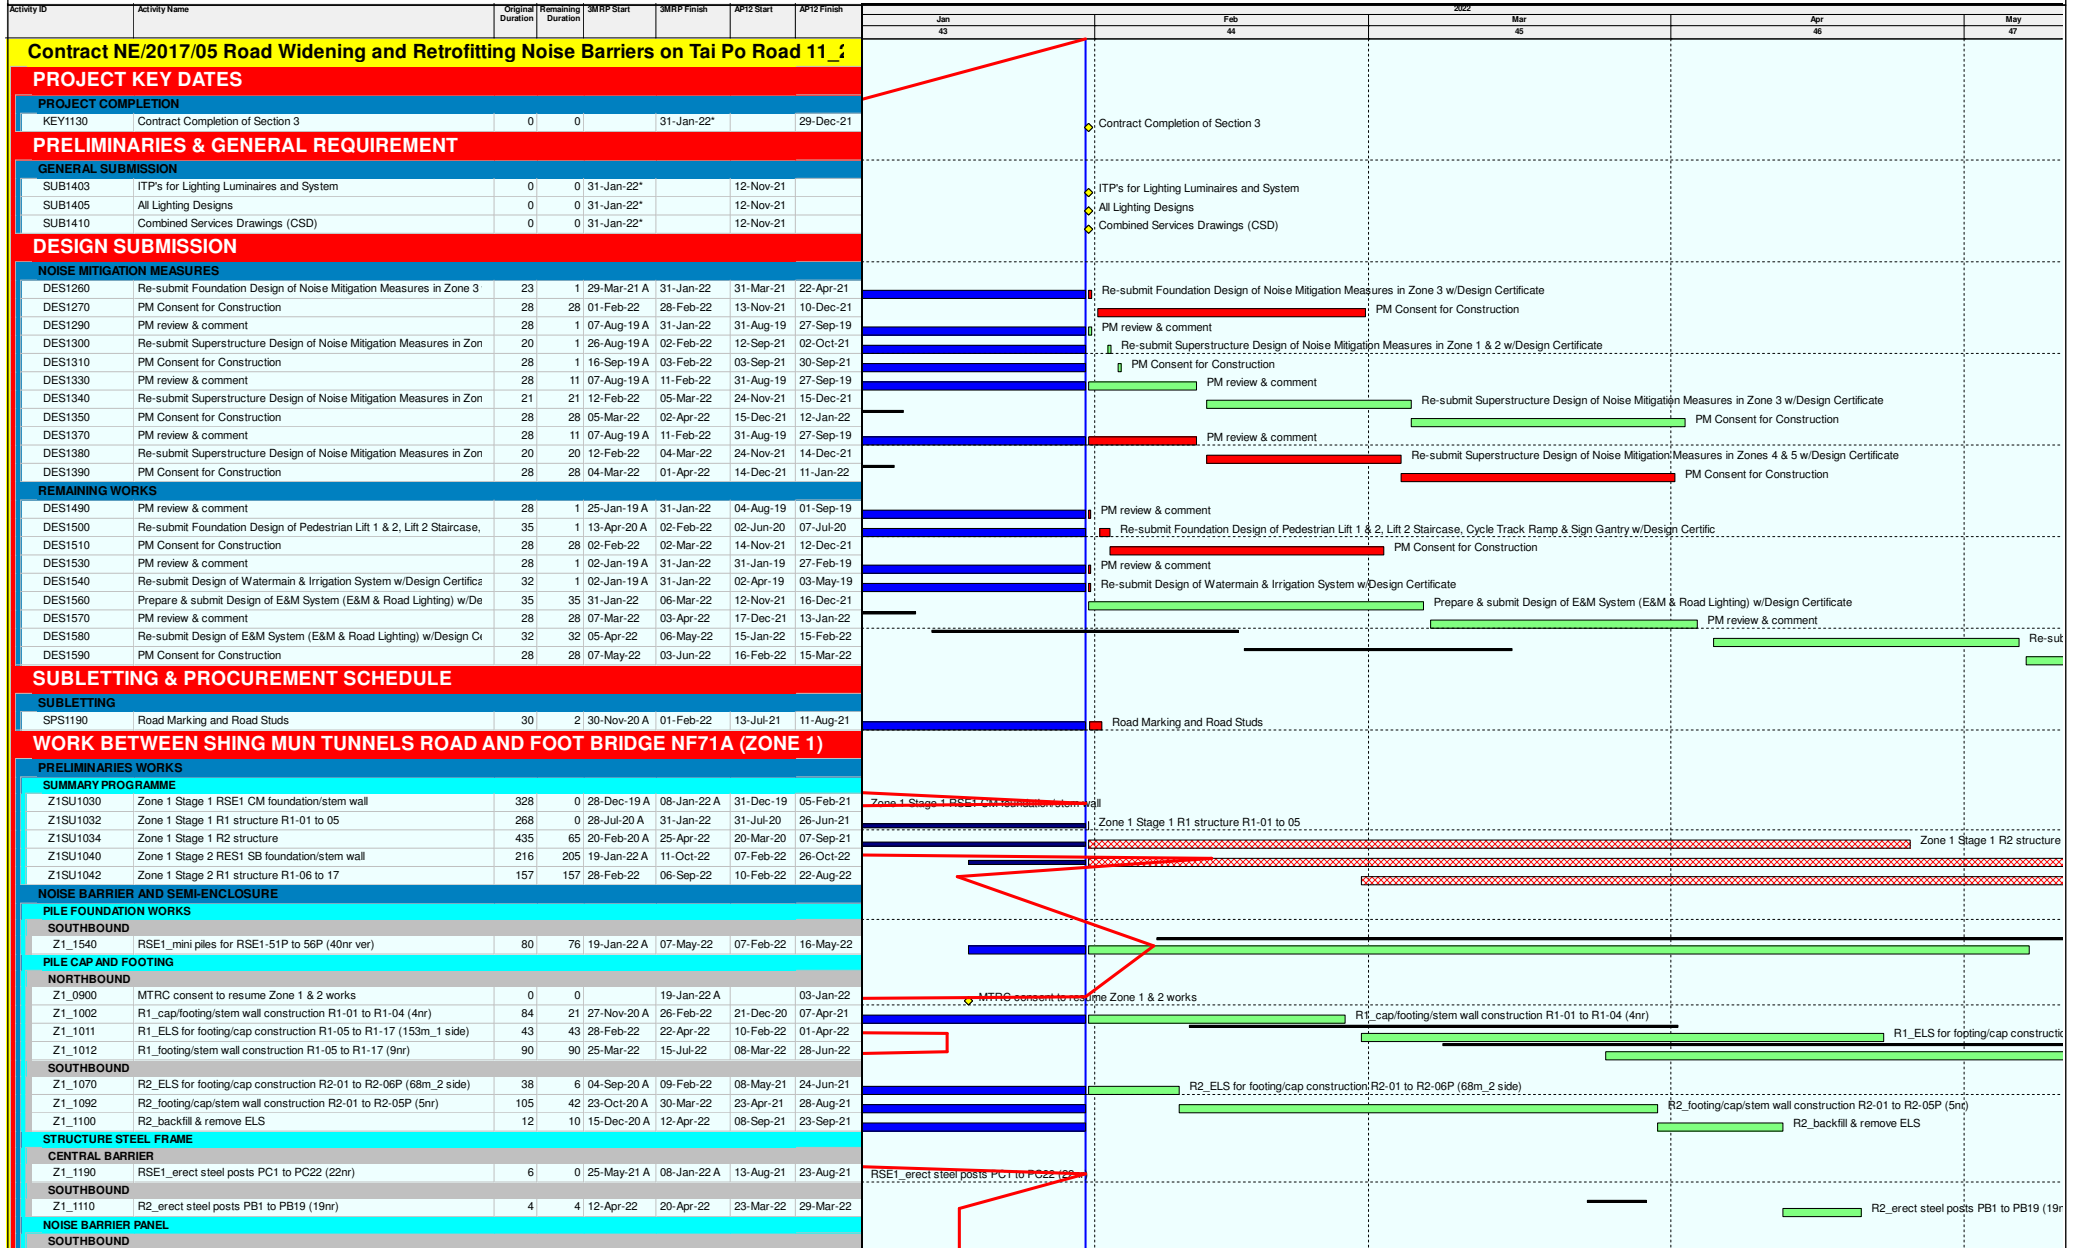 Activity ID Activity Name Original Duration Remaining Duration 3MRP Start 3MRP Finish AP12 Start AP12 Finish
2022
Jan Feb Mar Apr May
43 44 45 46 47
Contract NE/2017/05 Road Widening and Retrofitting Noise Barriers on Tai Po Road 11_
PROJECT KEY DATES
PROJECT COMPLETION
KEY1130 Contract Completion of Section 3 0 0 31-Jan-22* 29-Dec-21 Contract Completion of Section 3
PRELIMINARIES & GENERAL REQUIREMENT
GENERAL SUBMISSION
SUB1403 ITP's for Lighting Luminaires and System 0 0 31-Jan-22* 12-Nov-21 ITP's for Lighting Luminaires and System
SUB1405 All Lighting Designs 0 0 31-Jan-22* 12-Nov-21 All Lighting Designs
SUB1410 Combined Services Drawings (CSD) 0 0 31-Jan-22* 12-Nov-21 Combined Services Drawings (CSD)
DESIGN SUBMISSION
NOISE MITIGATION MEASURES
DES1260 Re-submit Foundation Design of Noise Mitigation Measures in Zone 3 23 1 29-Mar-21 A 31-Jan-22 31-Mar-21 22-Apr-21 Re-submit Foundation Design of Noise Mitigation Measures in Zone 3 w/Design Certificate
DES1270 PM Consent for Construction 28 28 01-Feb-22 28-Feb-22 13-Nov-21 10-Dec-21 PM Consent for Construction
DES1290 PM review & comment 28 1 07-Aug-19 A 31-Jan-22 31-Aug-19 27-Sep-19 PM review & comment
DES1300 Re-submit Superstructure Design of Noise Mitigation Measures in Zon 20 1 26-Aug-19 A 02-Feb-22 12-Sep-21 02-Oct-21 Re-submit Superstructure Design of Noise Mitigation Measures in Zone 1 & 2 w/Design Certificate
DES1310 PM Consent for Construction 28 1 16-Sep-19 A 03-Feb-22 03-Sep-21 30-Sep-21 PM Consent for Construction
DES1330 PM review & comment 28 11 07-Aug-19 A 11-Feb-22 31-Aug-19 27-Sep-19 PM review & comment
DES1340 Re-submit Superstructure Design of Noise Mitigation Measures in Zon 21 21 12-Feb-22 05-Mar-22 24-Nov-21 15-Dec-21 Re-submit Superstructure Design of Noise Mitigation Measures in Zone 3 w/Design Certificate
DES1350 PM Consent for Construction 28 28 05-Mar-22 02-Apr-22 15-Dec-21 12-Jan-22 PM Consent for Construction
DES1370 PM review & comment 28 11 07-Aug-19 A 11-Feb-22 31-Aug-19 27-Sep-19 PM review & comment
DES1380 Re-submit Superstructure Design of Noise Mitigation Measures in Zon 20 20 12-Feb-22 04-Mar-22 24-Nov-21 14-Dec-21 Re-submit Superstructure Design of Noise Mitigation Measures in Zones 4 & 5 w/Design Certificate
DES1390 PM Consent for Construction 28 28 04-Mar-22 01-Apr-22 14-Dec-21 11-Jan-22 PM Consent for Construction
REMAINING WORKS
DES1490 PM review & comment 28 1 25-Jan-19 A 31-Jan-22 04-Aug-19 01-Sep-19 PM review & comment
DES1500 Re-submit Foundation Design of Pedestrian Lift 1 & 2, Lift 2 Staircase, 35 1 13-Apr-20 A 02-Feb-22 02-Jun-20 07-Jul-20 Re-submit Foundation Design of Pedestrian Lift 1 & 2, Lift 2 Staircase, Cycle Track Ramp & Sign Gantry w/Design Certific
DES1510 PM Consent for Construction 28 28 02-Feb-22 02-Mar-22 14-Nov-21 12-Dec-21 PM Consent for Construction
DES1530 PM review & comment 28 1 02-Jan-19 A 31-Jan-22 31-Jan-19 27-Feb-19 PM review & comment
DES1540 Re-submit Design of Watermain & Irrigation System w/Design Certifica 32 1 02-Jan-19 A 31-Jan-22 02-Apr-19 03-May-19 Re-submit Design of Watermain & Irrigation System w/Design Certificate
DES1560 Prepare & submit Design of E&M System (E&M & Road Lighting) w/De 35 35 31-Jan-22 06-Mar-22 12-Nov-21 16-Dec-21 Prepare & submit Design of E&M System (E&M & Road Lighting) w/Design Certificate
DES1570 PM review & comment 28 28 07-Mar-22 03-Apr-22 17-Dec-21 13-Jan-22 PM review & comment
DES1580 Re-submit Design of E&M System (E&M & Road Lighting) w/Design Ce 32 32 05-Apr-22 06-May-22 15-Jan-22 15-Feb-22 Re-sub
DES1590 PM Consent for Construction 28 28 07-May-22 03-Jun-22 16-Feb-22 15-Mar-22
SUBLETTING & PROCUREMENT SCHEDULE
SUBLETTING
SPS1190 Road Marking and Road Studs 30 2 30-Nov-20 A 01-Feb-22 13-Jul-21 11-Aug-21 Road Marking and Road Studs
WORK BETWEEN SHING MUN TUNNELS ROAD AND FOOT BRIDGE NF71A (ZONE 1)
PRELIMINARIES WORKS
SUMMARY PROGRAMME
Z1SU1030 Zone 1 Stage 1 RSE1 CM foundation/stem wall 328 0 28-Dec-19 A 08-Jan-22 A 31-Dec-19 05-Feb-21 Zone 1 Stage 1 RSE1 CM foundation/stem wall
Z1SU1032 Zone 1 Stage 1 R1 structure R1-01 to 05 268 0 28-Jul-20 A 31-Jan-22 31-Jul-20 26-Jun-21 Zone 1 Stage 1 R1 structure R1-01 to 05
Z1SU1034 Zone 1 Stage 1 R2 structure 435 65 20-Feb-20 A 25-Apr-22 20-Mar-20 07-Sep-21 Zone 1 Stage 1 R2 structure
Z1SU1040 Zone 1 Stage 2 RES1 SB foundation/stem wall 216 205 19-Jan-22 A 11-Oct-22 07-Feb-22 26-Oct-22
Z1SU1042 Zone 1 Stage 2 R1 structure R1-06 to 17 157 157 28-Feb-22 06-Sep-22 10-Feb-22 22-Aug-22
NOISE BARRIER AND SEMI-ENCLOSURE
PILE FOUNDATION WORKS
SOUTHBOUND
Z1_1540 RSE1_mini piles for RSE1-51P to 56P (40nr ver) 80 76 19-Jan-22 A 07-May-22 07-Feb-22 16-May-22
PILE CAP AND FOOTING
NORTHBOUND
Z1_0900 MTRC consent to resume Zone 1 & 2 works 0 0 19-Jan-22 A 03-Jan-22 MTRC consent to resume Zone 1 & 2 works
Z1_1002 R1_cap/footing/stem wall construction R1-01 to R1-04 (4nr) 84 21 27-Nov-20 A 26-Feb-22 21-Dec-20 07-Apr-21 R1_cap/footing/stem wall construction R1-01 to R1-04 (4nr)
Z1_1011 R1_ELS for footing/cap construction R1-05 to R1-17 (153m_1 side) 43 43 28-Feb-22 22-Apr-22 10-Feb-22 01-Apr-22 R1_ELS for footing/cap constructic
Z1_1012 R1_footing/stem wall construction R1-05 to R1-17 (9nr) 90 90 25-Mar-22 15-Jul-22 08-Mar-22 28-Jun-22
SOUTHBOUND
Z1_1070 R2_ELS for footing/cap construction R2-01 to R2-06P (68m_2 side) 38 6 04-Sep-20 A 09-Feb-22 08-May-21 24-Jun-21 R2_ELS for footing/cap construction R2-01 to R2-06P (68m_2 side)
Z1_1092 R2_footing/cap/stem wall construction R2-01 to R2-05P (5nr) 105 42 23-Oct-20 A 30-Mar-22 23-Apr-21 28-Aug-21 R2_footing/cap/stem wall construction R2-01 to R2-05P (5nr)
Z1_1100 R2_backfill & remove ELS 12 10 15-Dec-20 A 12-Apr-22 08-Sep-21 23-Sep-21 R2_backfill & remove ELS
STRUCTURE STEEL FRAME
CENTRAL BARRIER
Z1_1190 RSE1_erect steel posts PC1 to PC22 (22nr) 6 0 25-May-21 A 08-Jan-22 A 13-Aug-21 23-Aug-21 RSE1_erect steel posts PC1 to PC22 (22nr)
SOUTHBOUND
Z1_1110 R2_erect steel posts PB1 to PB19 (19nr) 4 4 12-Apr-22 20-Apr-22 23-Mar-22 29-Mar-22 R2_erect steel posts PB1 to PB19 (19r
NOISE BARRIER PANEL
SOUTHBOUND